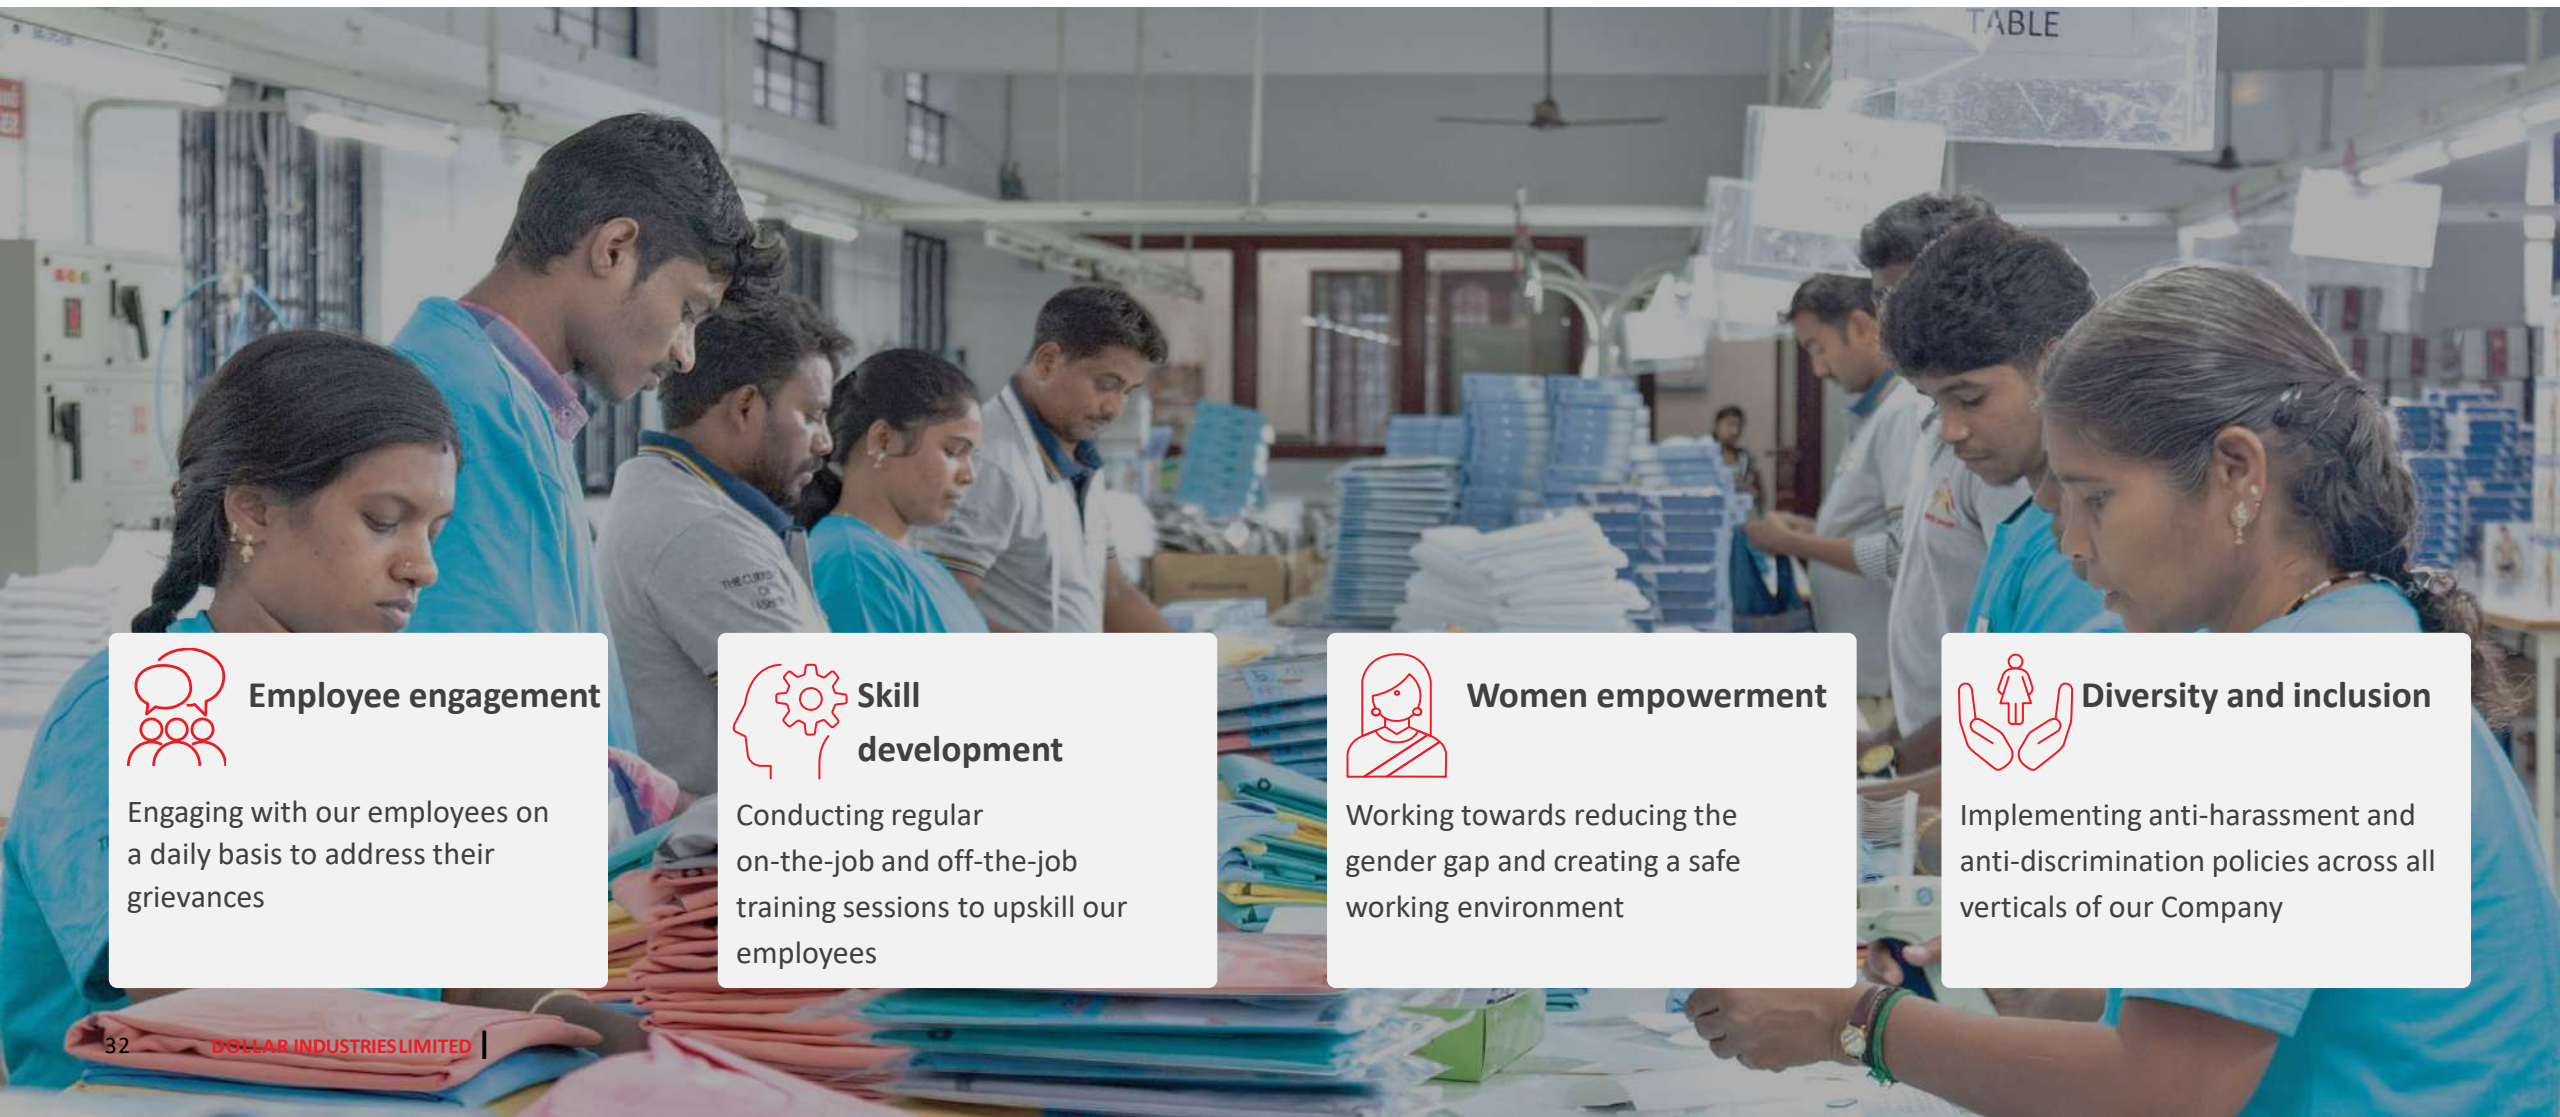 TABLE
Employee engagement
Engaging with our employees on
a daily basis to address their
grievances
Skill
development
Conducting regular
on-the-job and off-the-job
training sessions to upskill our
employees
Women empowerment
Working towards reducing the
gender gap and creating a safe
working environment
Diversity and inclusion
Implementing anti-harassment and
anti-discrimination policies across all
verticals of our Company
32 DOLLAR INDUSTRIES LIMITED |